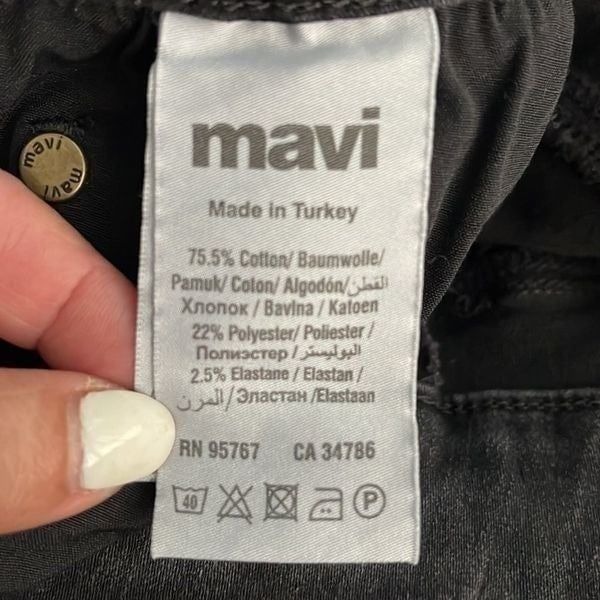 mavi
mavi
mavi
Made in Turkey
75.5% Cotton/ Baumwolle/
Pamuk/ Coton/ Algodón/القطن
Хлопок / Bavlna / Katoen
22% Polyester/ Poliester /
Полиэстер / البوليستر
2.5% Elastane / Elastan /
المرن/ Эластан /Elastaan
RN 95767 CA 34786
40 P